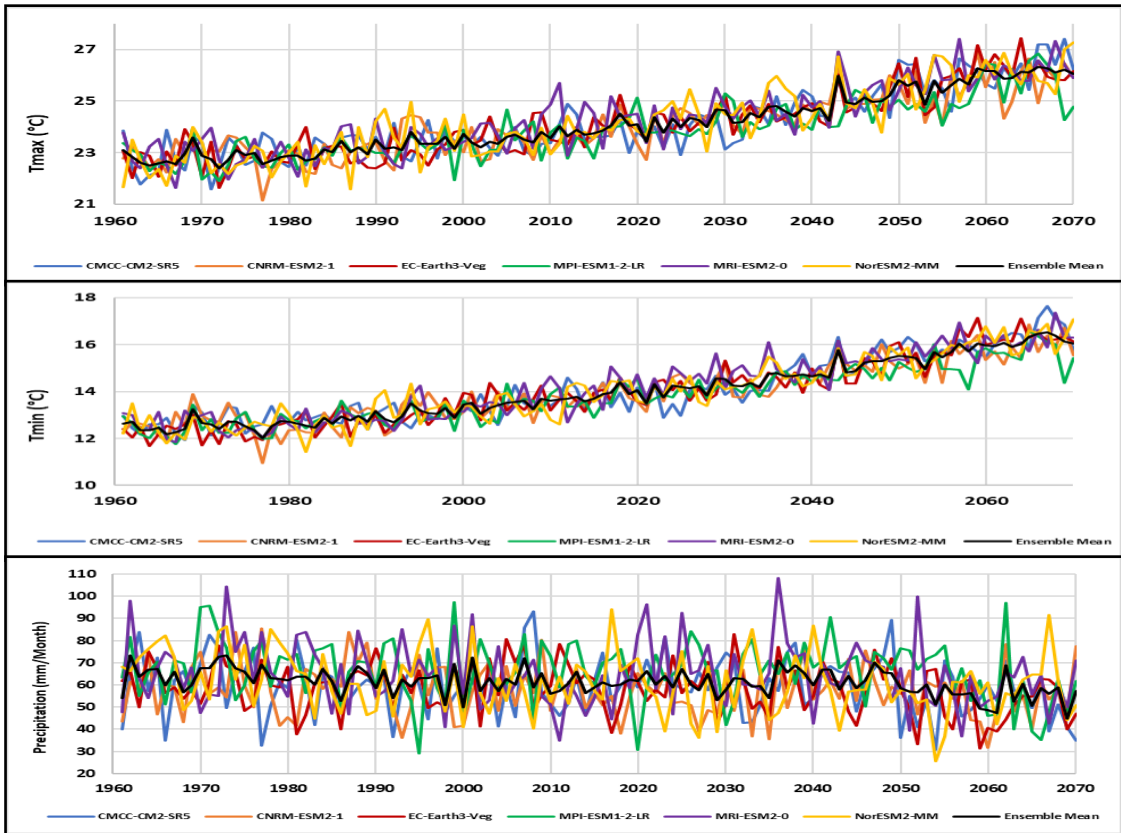 Tmax (°C)
27
25
23
21
1960 1970 1980 1990 2000 2010 2020 2030 2040 2050 2060 2070
CMCC-CM2-SR5 CNRM-ESM2-1 EC-Earth3-Veg MPI-ESM1-2-LR MRI-ESM2-0 NorESM2-MM Ensemble Mean
Tmin (°C)
18
16
14
12
10
1960 1980 2000 2020 2040 2060
CMCC-CM2-SR5 CNRM-ESM2-1 EC-Earth3-Veg MPI-ESM1-2-LR MRI-ESM2-0 NorESM2-MM Ensemble Mean
Precipitation (mm/Month)
110
100
90
80
70
60
50
40
30
20
1960 1970 1980 1990 2000 2010 2020 2030 2040 2050 2060 2070
CMCC-CM2-SR5 CNRM-ESM2-1 EC-Earth3-Veg MPI-ESM1-2-LR MRI-ESM2-0 NorESM2-MM Ensemble Mean